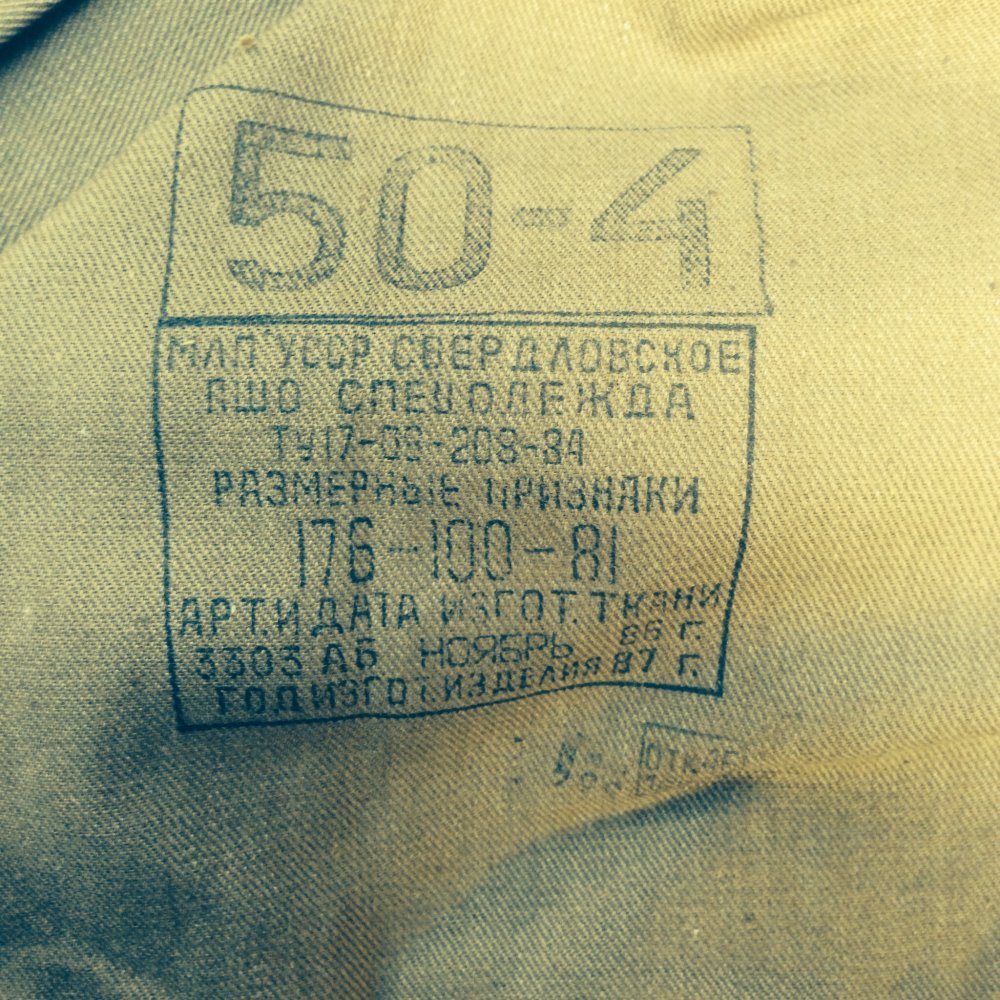 50-4
МЛП УССР СВЕРДЛОВСКОЕ
ПШО СПЕЦОДЕЖДА
ТУ17-08-208-84
РАЗМЕРНЫЕ ПРИЗНАКИ
176-100-81
АРТ.И ДАТА ИЗГОТ.ТКАНИ
3303 АБ НОЯБРЬ 86 Г.
ГОД ИЗГОТ.ИЗДЕЛИЯ 87 Г.